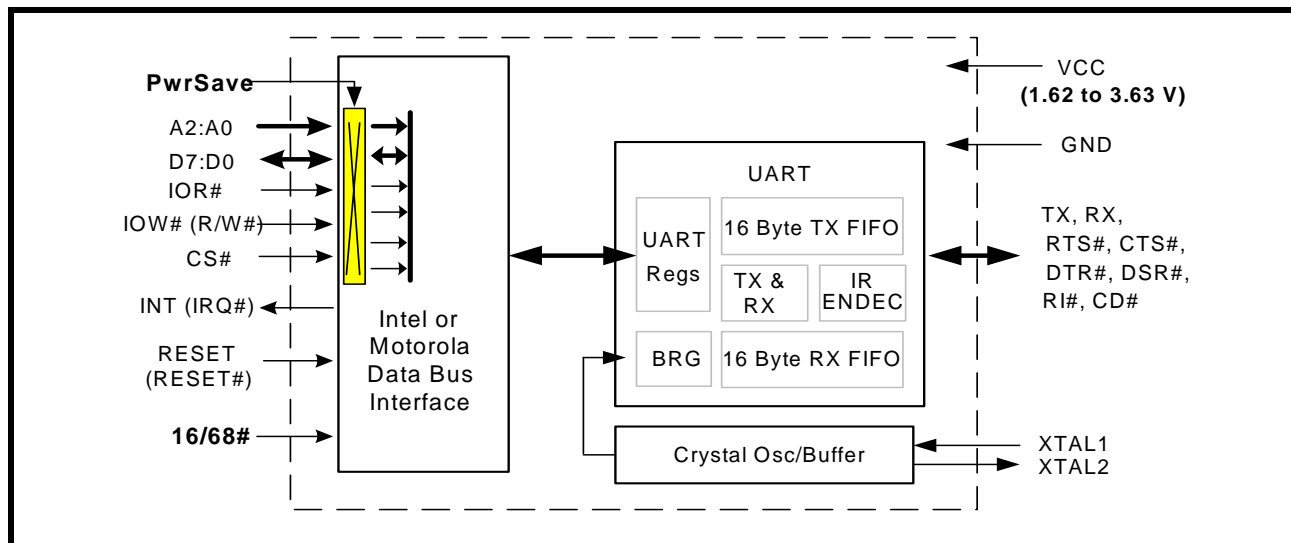 PwrSave
A2:A0
D7:D0
IOR#
IOW# (R/W#)
CS#
INT (IRQ#)
RESET
(RESET#)
16/68#
Intel or
Motorola
Data Bus
Interface
UART
UART
Regs
16 Byte TX FIFO
TX &
RX
IR
ENDEC
BRG
16 Byte RX FIFO
Crystal Osc/Buffer
VCC
(1.62 to 3.63 V)
GND
TX, RX,
RTS#, CTS#,
DTR#, DSR#,
RI#, CD#
XTAL1
XTAL2